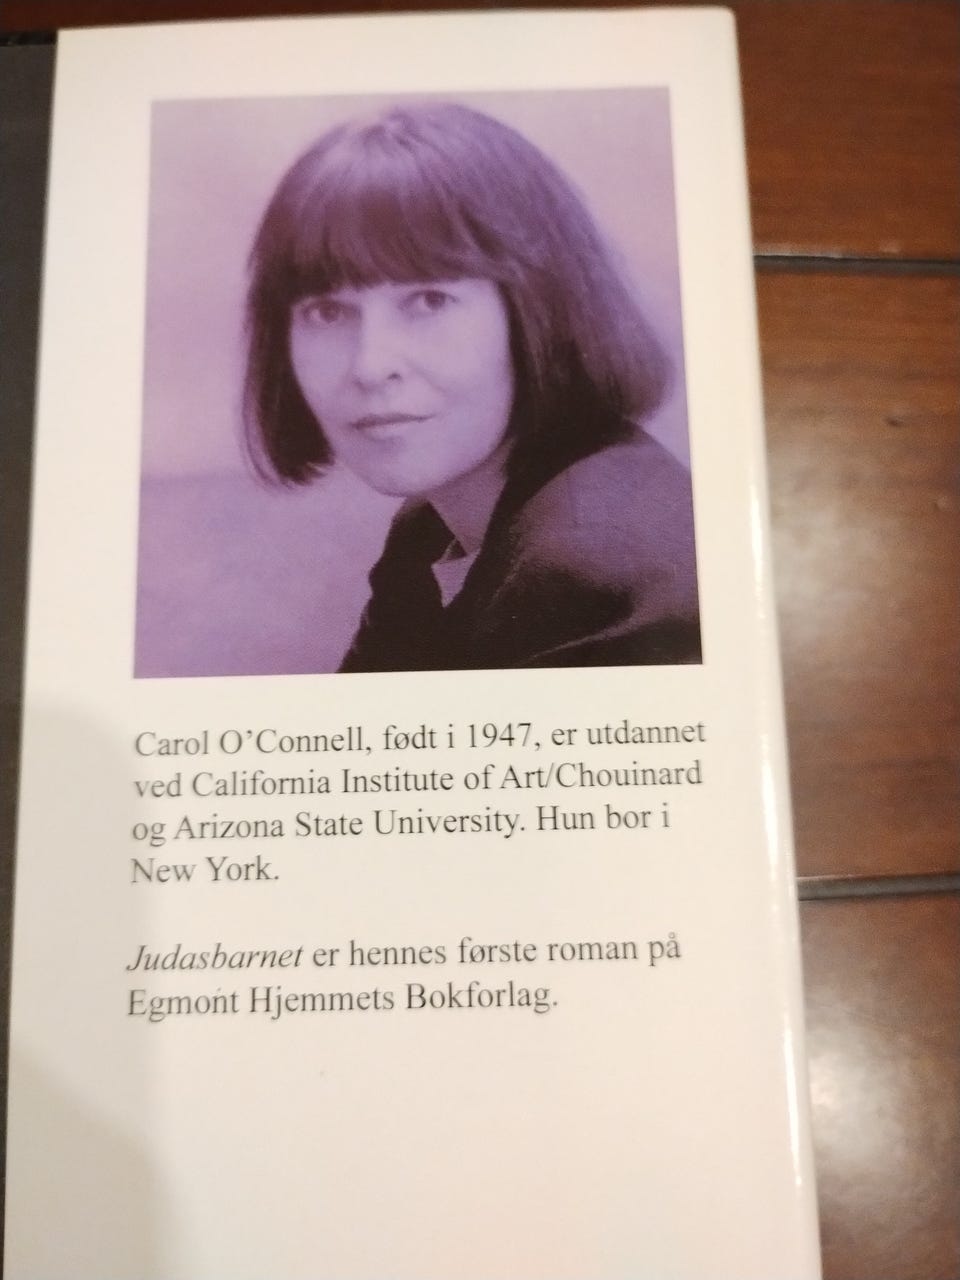 Carol O’Connell, født i 1947, er utdannet
ved California Institute of Art/Chouinard
og Arizona State University. Hun bor i
New York.
Judasbarnet er hennes første roman på
Egmont Hjemmets Bokforlag.